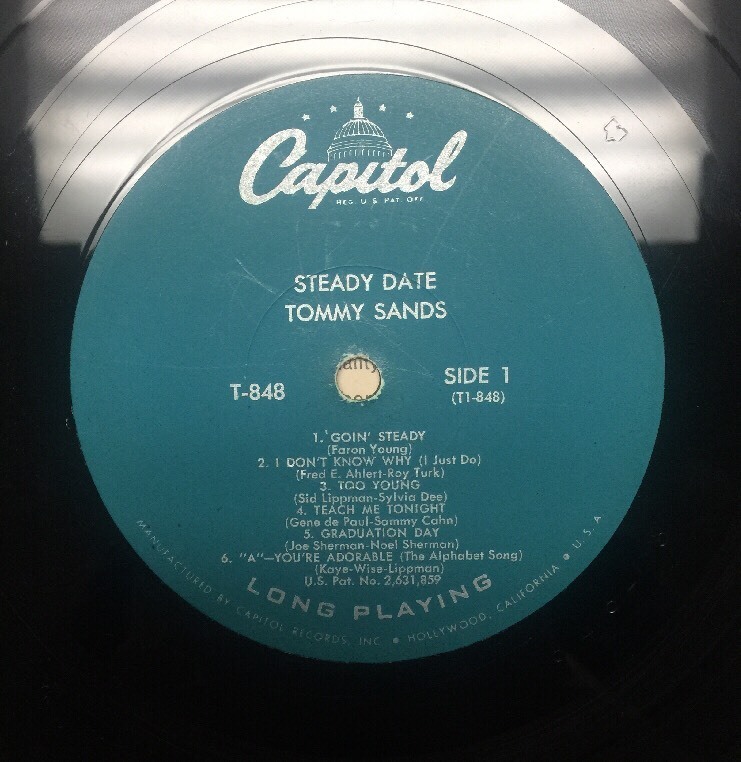 Capitol
REG. U.S. PAT. OFF.
STEADY DATE
TOMMY SANDS
T-848
SIDE 1
(T1-848)
1. GOIN' STEADY
(Faron Young)
2. I DON'T KNOW WHY (I Just Do)
(Fred E. Ahlert-Roy Turk)
3. TOO YOUNG
(Sid Lippman-Sylvia Dee)
4. TEACH ME TONIGHT
(Gene de Paul-Sammy Cahn)
5. GRADUATION DAY
(Joe Sherman-Noel Sherman)
6. "A"—YOU'RE ADORABLE (The Alphabet Song)
(Kaye-Wise-Lippman)
U.S. Pat. No. 2,631,859
LONG PLAYING
MANUFACTURED BY CAPITOL RECORDS, INC. • HOLLYWOOD, CALIFORNIA • U.S.A.